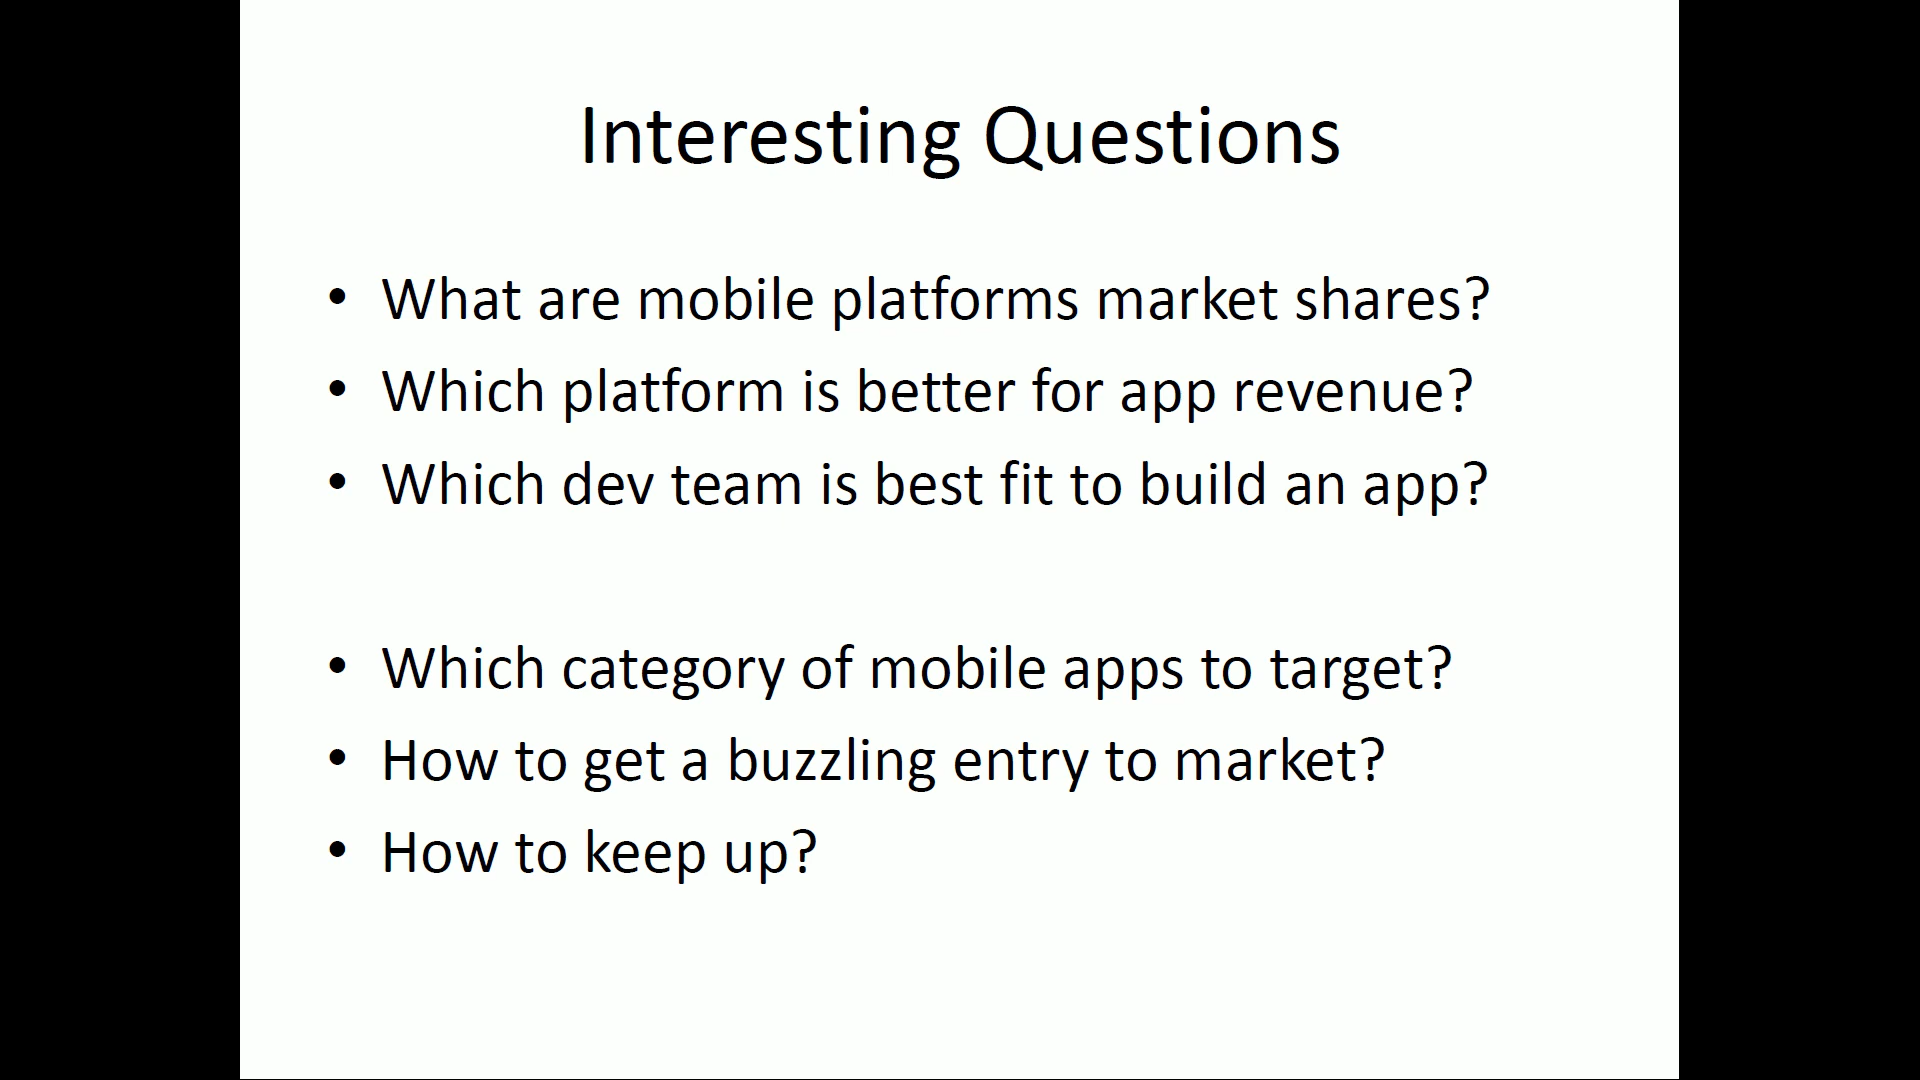 Interesting Questions
• What are mobile platforms market shares?
• Which platform is better for app revenue?
• Which dev team is best fit to build an app?
• Which category of mobile apps to target?
• How to get a buzzling entry to market?
• How to keep up?